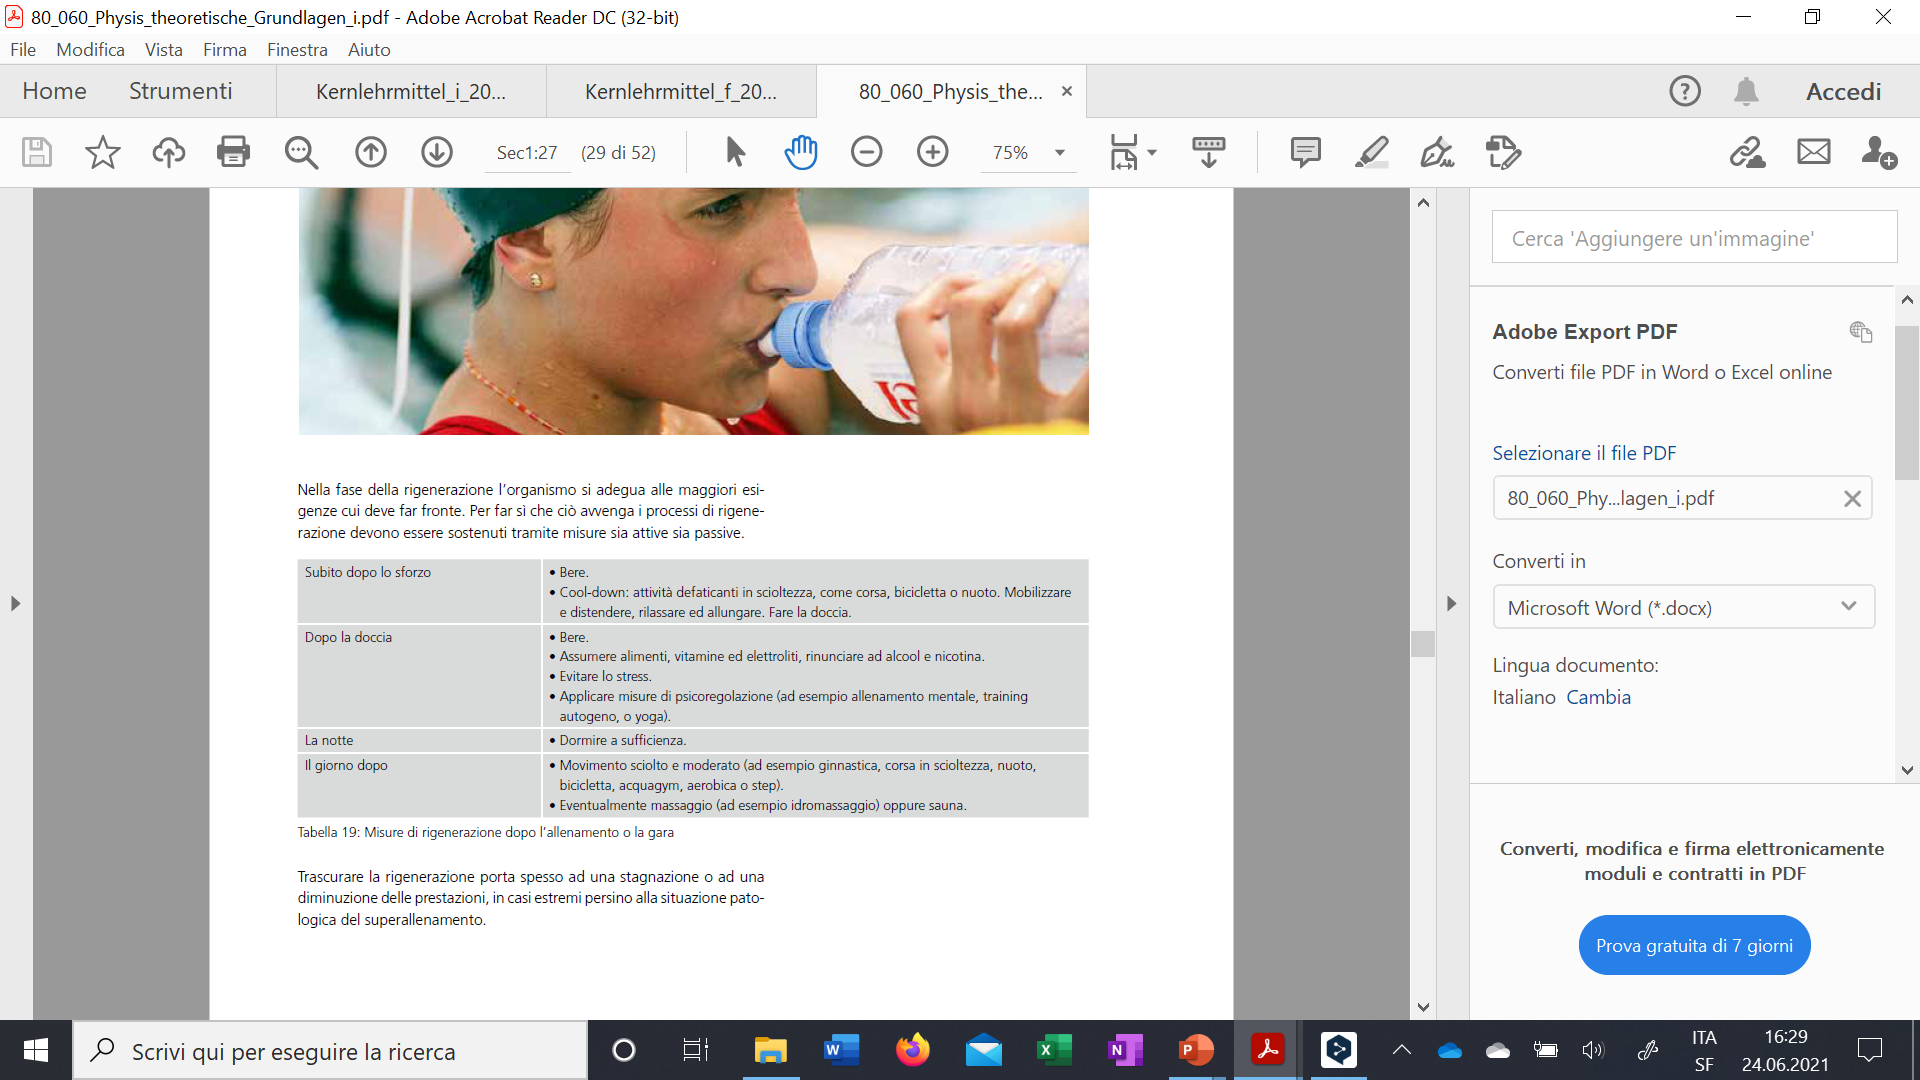 80_060_Physis_theoretische_Grundlagen_i.pdf - Adobe Acrobat Reader DC (32-bit)
File Modifica Vista Firma Finestra Aiuto
Home Strumenti Kernlehrmittel_i_20... Kernlehrmittel_f_20... 80_060_Physis_the... Accedi
Sec1:27 (29 di 52) 75%
Nella fase della rigenerazione l'organismo si adegua alle maggiori esi-
genze cui deve far fronte. Per far sì che ciò avvenga i processi di rigene-
razione devono essere sostenuti tramite misure sia attive sia passive.
Subito dopo lo sforzo
• Bere.
• Cool-down: attività defaticanti in scioltezza, come corsa, bicicletta o nuoto. Mobilizzare
e distendere, rilassare ed allungare. Fare la doccia.
Dopo la doccia
• Bere.
• Assumere alimenti, vitamine ed elettroliti, rinunciare ad alcool e nicotina.
• Evitare lo stress.
• Applicare misure di psicoregolazione (ad esempio allenamento mentale, training
autogeno, o yoga).
La notte
• Dormire a sufficienza.
Il giorno dopo
• Movimento sciolto e moderato (ad esempio ginnastica, corsa in scioltezza, nuoto,
bicicletta, acquagym, aerobica o step).
• Eventualmente massaggio (ad esempio idromassaggio) oppure sauna.
Tabella 19: Misure di rigenerazione dopo l'allenamento o la gara
Trascurare la rigenerazione porta spesso ad una stagnazione o ad una
diminuzione delle prestazioni, in casi estremi persino alla situazione pato-
logica del superallenamento.
Cerca 'Aggiungere un'immagine'
Adobe Export PDF
Converti file PDF in Word o Excel online
Selezionare il file PDF
80_060_Phy...lagen_i.pdf
Converti in
Microsoft Word (*.docx)
Lingua documento:
Italiano Cambia
Converti, modifica e firma elettronicamente
moduli e contratti in PDF
Prova gratuita di 7 giorni
Scrivi qui per eseguire la ricerca
ITA
SF
16:29
24.06.2021